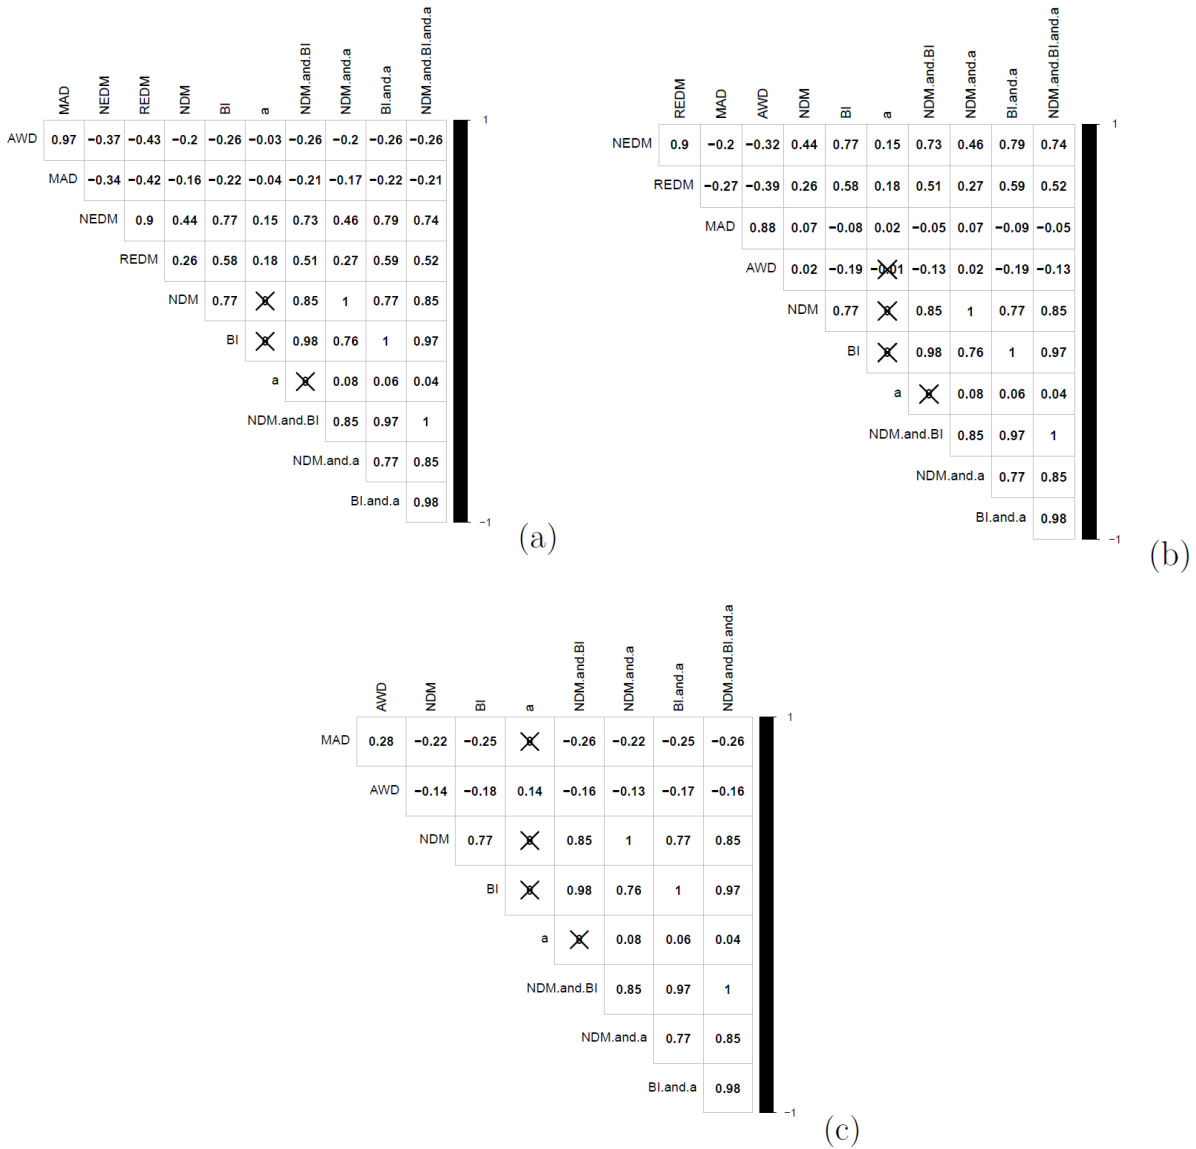 MAD NEDM REDM NDM BI a NDM.and.BI NDM.and.a BI.and.a NDM.and.BI.and.a
1
AWD 0.97 −0.37 −0.43 −0.2 −0.26 −0.03 −0.26 −0.2 −0.26 −0.26
MAD −0.34 −0.42 −0.16 −0.22 −0.04 −0.21 −0.17 −0.22 −0.21
NEDM 0.9 0.44 0.77 0.15 0.73 0.46 0.79 0.74
REDM 0.26 0.58 0.18 0.51 0.27 0.59 0.52
NDM 0.77 0 0.85 1 0.77 0.85
BI 0 0.98 0.76 1 0.97
a 0 0.08 0.06 0.04
NDM.and.BI 0.85 0.97 1
NDM.and.a 0.77 0.85
BI.and.a 0.98
−1
(a)
REDM MAD AWD NDM BI a NDM.and.BI NDM.and.a BI.and.a NDM.and.BI.and.a
1
NEDM 0.9 −0.2 −0.32 0.44 0.77 0.15 0.73 0.46 0.79 0.74
REDM −0.27 −0.39 0.26 0.58 0.18 0.51 0.27 0.59 0.52
MAD 0.88 0.07 −0.08 0.02 −0.05 0.07 −0.09 −0.05
AWD 0.02 −0.19 −0.01 −0.13 0.02 −0.19 −0.13
NDM 0.77 0 0.85 1 0.77 0.85
BI 0 0.98 0.76 1 0.97
a 0 0.08 0.06 0.04
NDM.and.BI 0.85 0.97 1
NDM.and.a 0.77 0.85
BI.and.a 0.98
−1
(b)
AWD NDM BI a NDM.and.BI NDM.and.a BI.and.a NDM.and.BI.and.a
1
MAD 0.28 −0.22 −0.25 0 −0.26 −0.22 −0.25 −0.26
AWD −0.14 −0.18 0.14 −0.16 −0.13 −0.17 −0.16
NDM 0.77 0 0.85 1 0.77 0.85
BI 0 0.98 0.76 1 0.97
a 0 0.08 0.06 0.04
NDM.and.BI 0.85 0.97 1
NDM.and.a 0.77 0.85
BI.and.a 0.98
−1
(c)